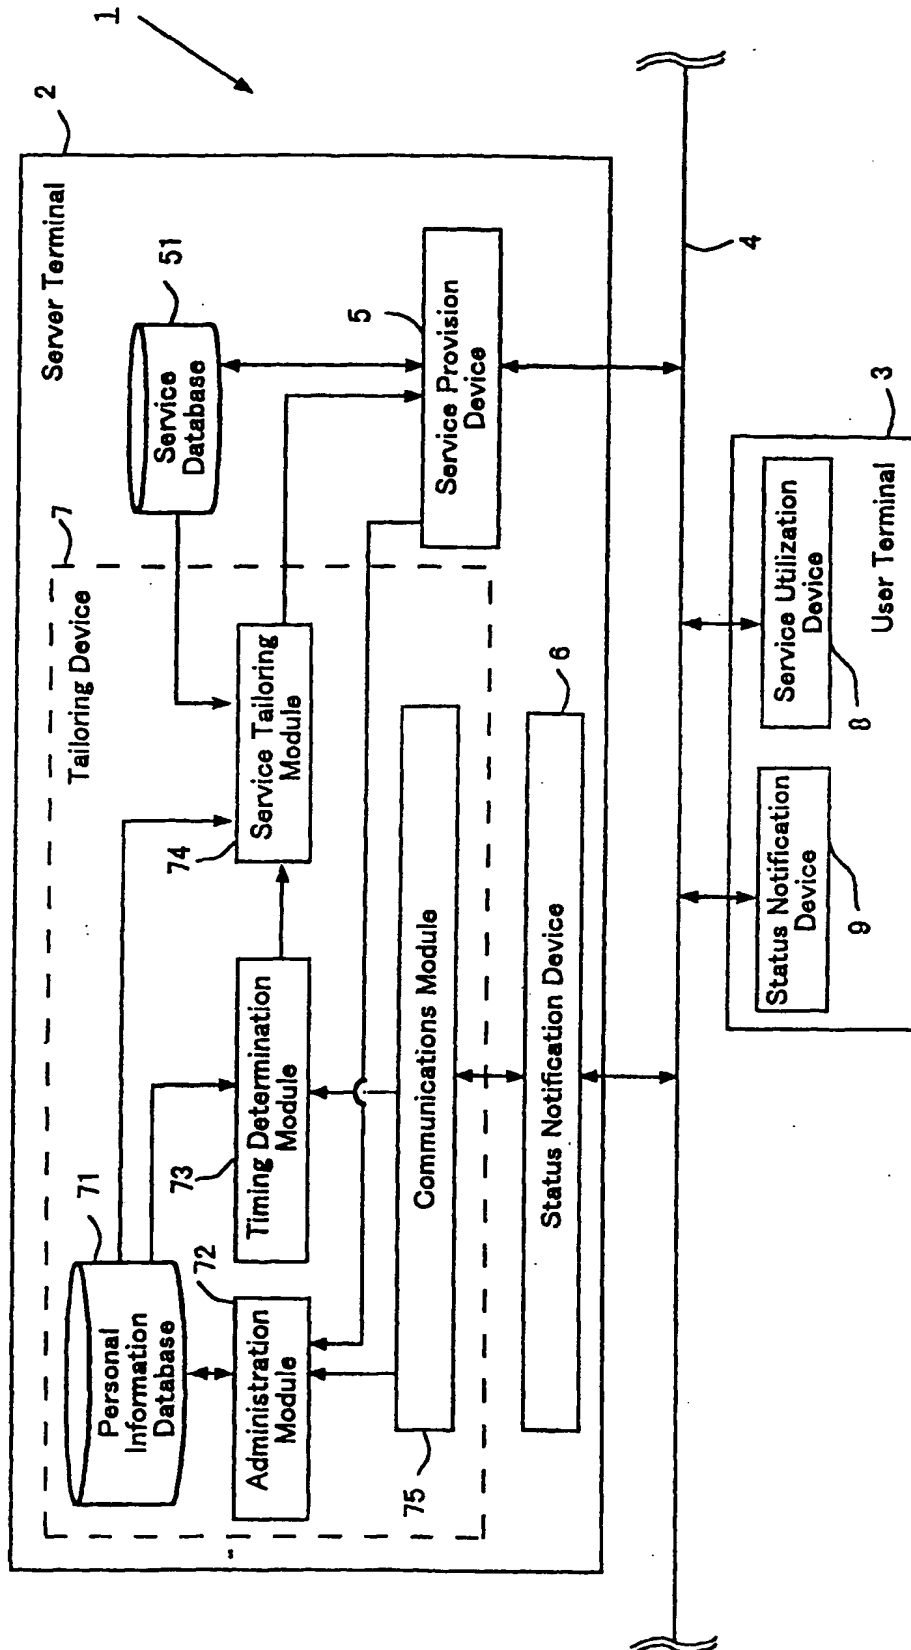 1
2
Server Terminal
7
Tailoring Device
71
Personal
Information
Database
51
Service
Database
72
Administration
Module
73
Timing Determination
Module
74
Service Tailoring
Module
5
Service Provision
Device
75
Communications Module
6
Status Notification Device
4
3
Status Notification
Device
9
Service Utilization
Device
8
User Terminal